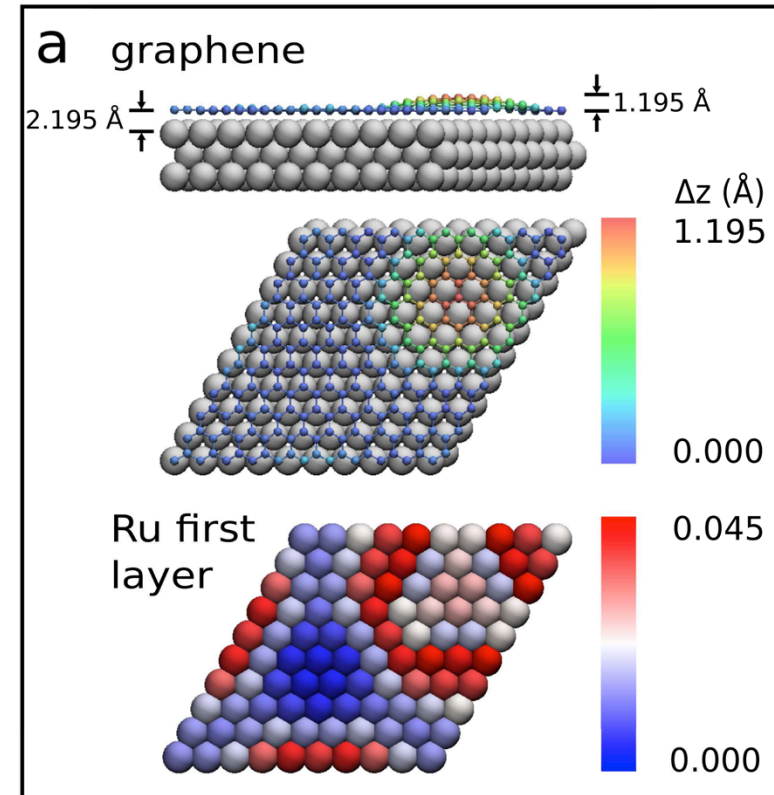 a graphene
2.195 Å
1.195 Å
Δz (Å)
1.195
0.000
Ru first
layer
0.045
0.000